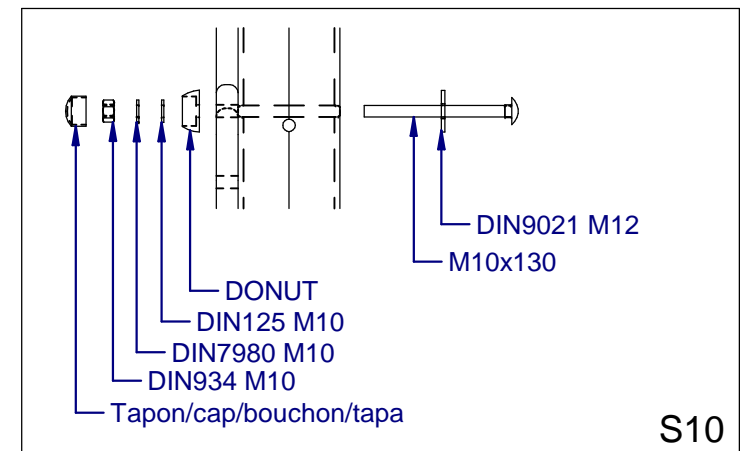 DIN9021 M12
M10x130
DONUT
DIN125 M10
DIN7980 M10
DIN934 M10
Tapon/cap/bouchon/tapa
S10